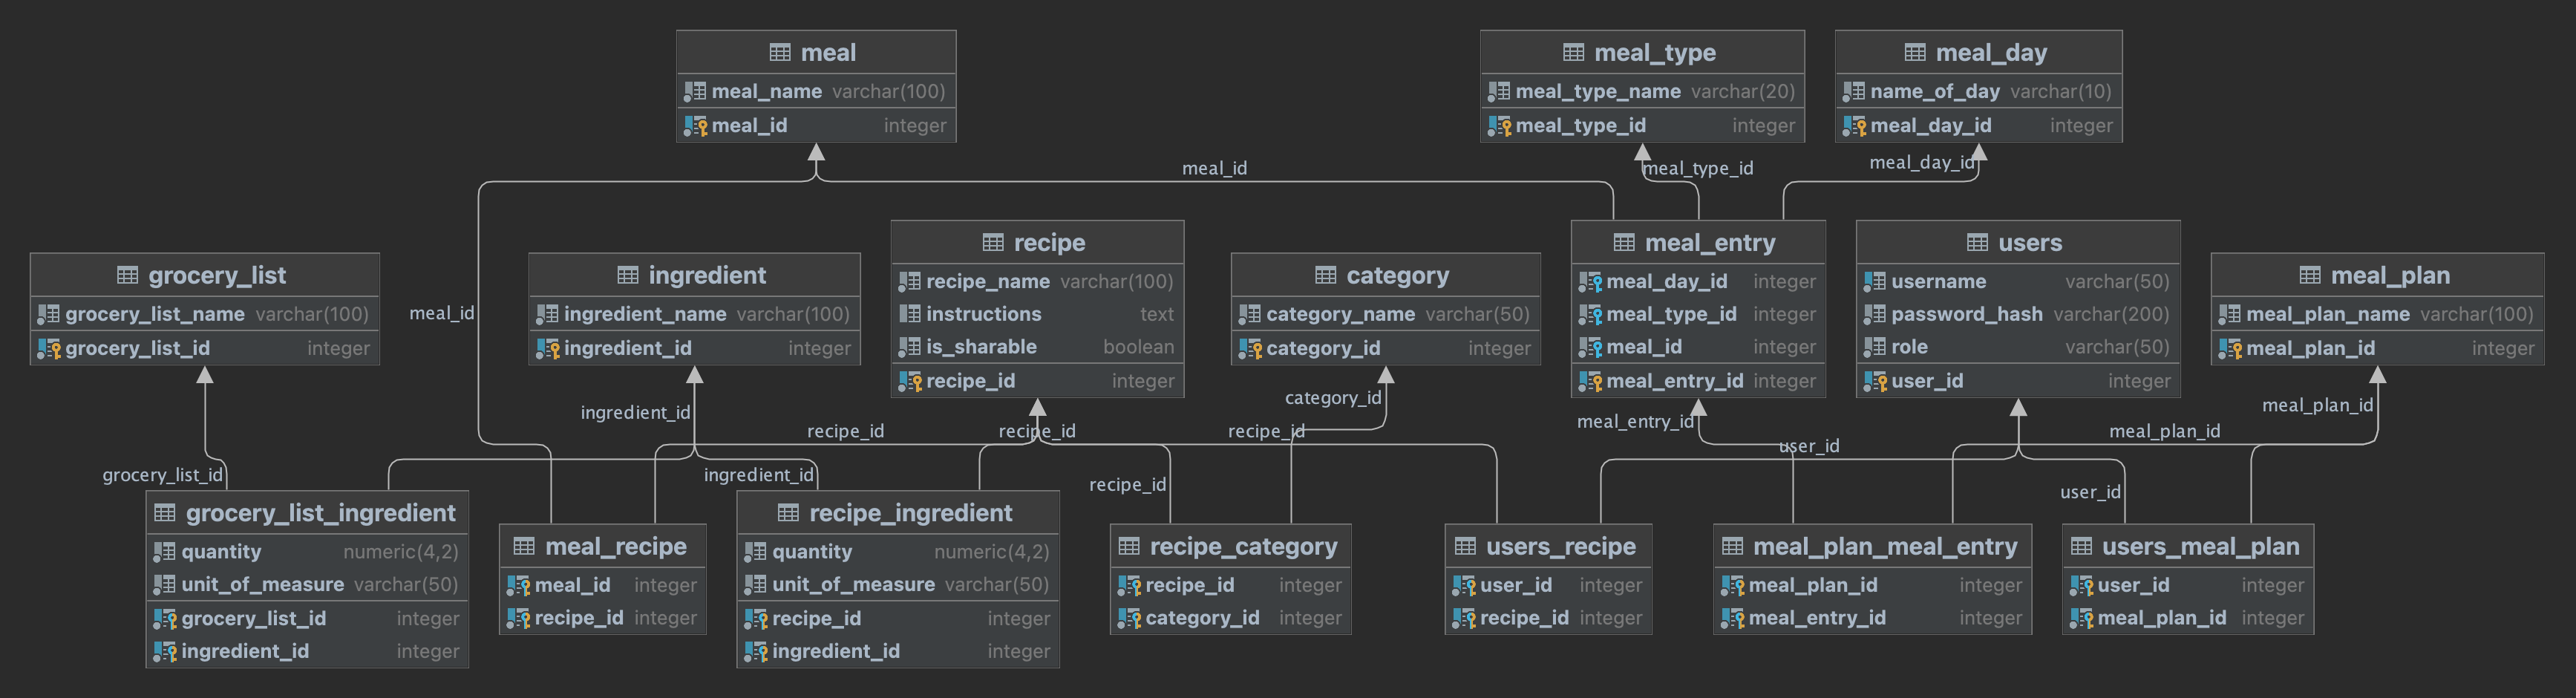 meal
meal_name varchar(100)
meal_id integer
meal_type
meal_type_name varchar(20)
meal_type_id integer
meal_day
name_of_day varchar(10)
meal_day_id integer
meal_id
meal_type_id
meal_day_id
grocery_list
grocery_list_name varchar(100)
grocery_list_id integer
ingredient
ingredient_name varchar(100)
ingredient_id integer
recipe
recipe_name varchar(100)
instructions text
is_sharable boolean
recipe_id integer
category
category_name varchar(50)
category_id integer
meal_entry
meal_day_id integer
meal_type_id integer
meal_id integer
meal_entry_id integer
users
username varchar(50)
password_hash varchar(200)
role varchar(50)
user_id integer
meal_plan
meal_plan_name varchar(100)
meal_plan_id integer
meal_id
ingredient_id
category_id
meal_entry_id
meal_plan_id
recipe_id
recipe_id
recipe_id
user_id
meal_plan_id
grocery_list_id
ingredient_id
recipe_id
user_id
grocery_list_ingredient
quantity numeric(4,2)
unit_of_measure varchar(50)
grocery_list_id integer
ingredient_id integer
meal_recipe
meal_id integer
recipe_id integer
recipe_ingredient
quantity numeric(4,2)
unit_of_measure varchar(50)
recipe_id integer
ingredient_id integer
recipe_category
recipe_id integer
category_id integer
users_recipe
user_id integer
recipe_id integer
meal_plan_meal_entry
meal_plan_id integer
meal_entry_id integer
users_meal_plan
user_id integer
meal_plan_id integer